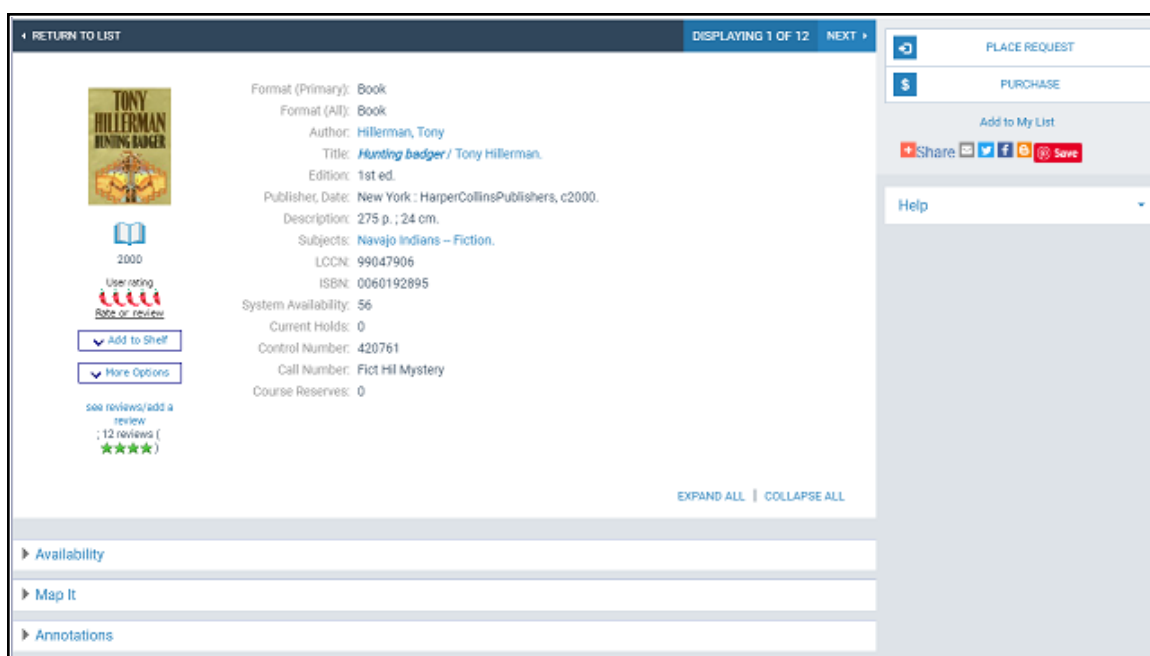 RETURN TO LIST
DISPLAYING 1 OF 12 NEXT
TONY
HILLERMAN
HUNTING BADGER
2000
User rating
Rate or review
Add to Shelf
More Options
see reviews/add a
review
; 12 reviews (
)
Format (Primary): Book
Format (All): Book
Author: Hillerman, Tony
Title: Hunting badger / Tony Hillerman.
Edition: 1st ed.
Publisher, Date: New York : HarperCollinsPublishers, c2000.
Description: 275 p. ; 24 cm.
Subjects: Navajo Indians -- Fiction.
LCCN: 99047906
ISBN: 0060192895
System Availability: 56
Current Holds: 0
Control Number: 420761
Call Number: Fict Hil Mystery
Course Reserves: 0
EXPAND ALL | COLLAPSE ALL
Availability
Map It
Annotations
PLACE REQUEST
$ PURCHASE
Add to My List
Share Save
Help